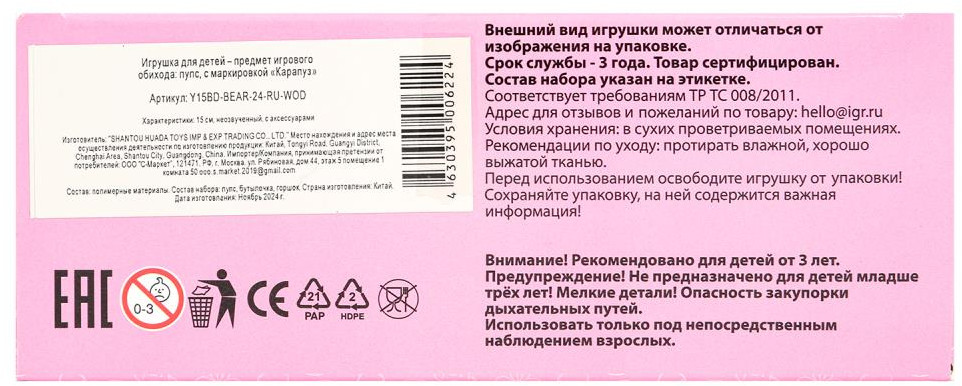 Игрушка для детей – предмет игрового
обихода: пупс, с маркировкой «Карапуз»
Артикул: Y15BD-BEAR-24-RU-WOD
Характеристики: 15 см, неозвученный, с аксессуарами
Изготовитель: "SHANTOU HUADA TOYS IMP & EXP TRADING CO., LTD." Место нахождения и адрес места
осуществления деятельности по изготовлению продукции: Китай, Tongyi Road, Guangyi District,
Chenghai Area, Shantou City, Guangdong, China. Импортер/Компания, принимающая претензии от
потребителей: ООО "С-Маркет", 121471, РФ, г. Москва, ул. Рябиновая, дом 44, этаж 5 помещение 1
комната 50 ooo.s.market.2019@gmail.com
Состав: полимерные материалы. Состав набора: пупс, бутылочка, горшок. Страна изготовления: Китай.
Дата изготовления: Ноябрь 2024 г.
4 630395 006224
EAC
0-3
CE
21
PAP
2
HDPE
Внешний вид игрушки может отличаться от
изображения на упаковке.
Срок службы - 3 года. Товар сертифицирован.
Состав набора указан на этикетке.
Соответствует требованиям ТР ТС 008/2011.
Адрес для отзывов и пожеланий по товару: hello@igr.ru
Условия хранения: в сухих проветриваемых помещениях.
Рекомендации по уходу: протирать влажной, хорошо
выжатой тканью.
Перед использованием освободите игрушку от упаковки!
Сохраняйте упаковку, на ней содержится важная
информация!
Внимание! Рекомендовано для детей от 3 лет.
Предупреждение! Не предназначено для детей младше
трёх лет! Мелкие детали! Опасность закупорки
дыхательных путей.
Использовать только под непосредственным
наблюдением взрослых.